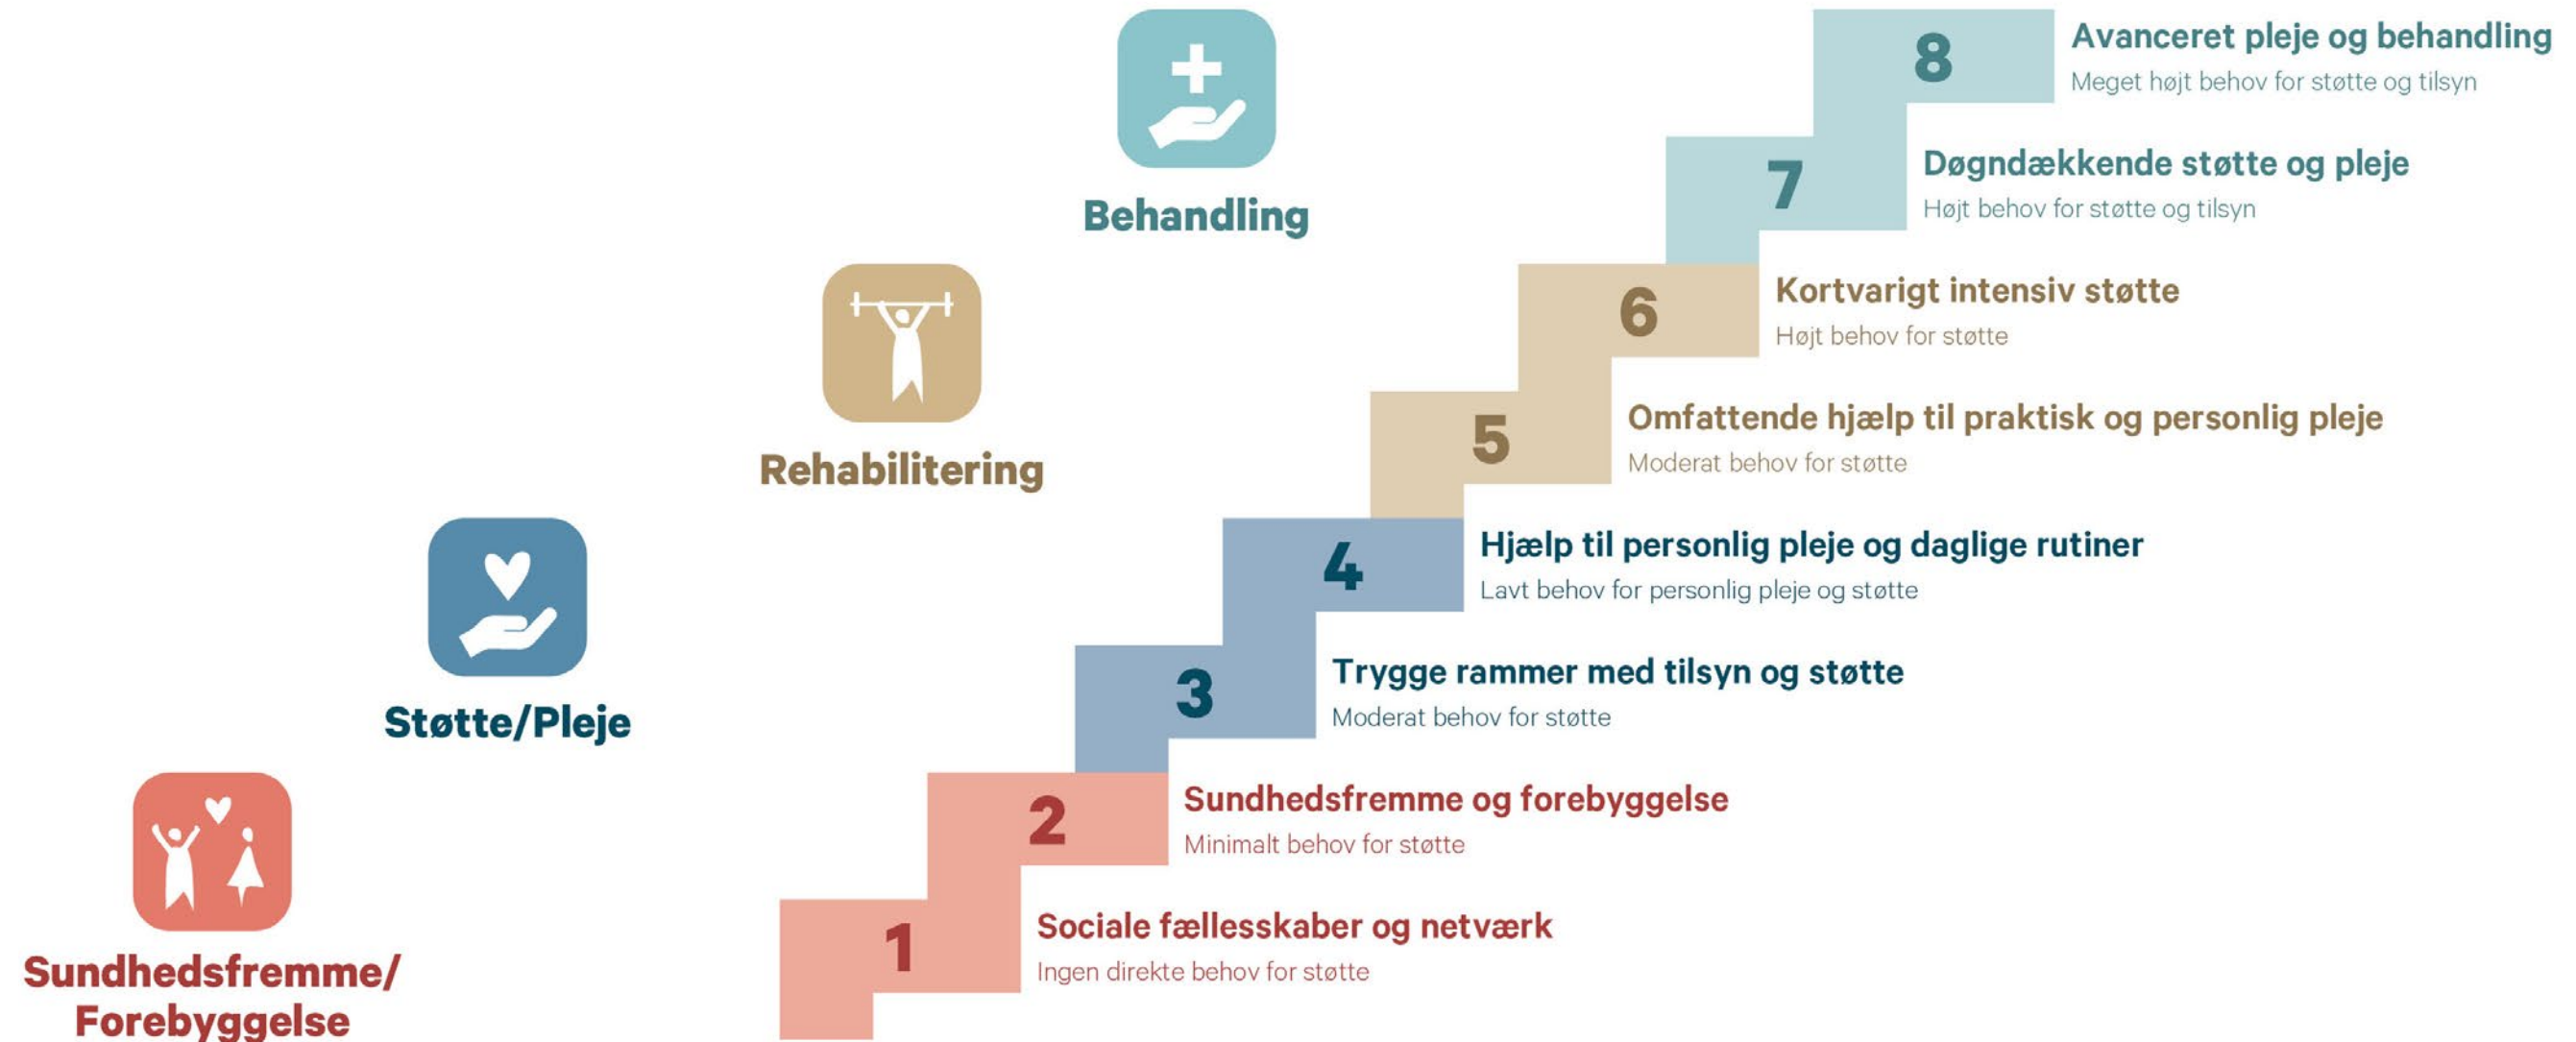 8
Avanceret pleje og behandling
Meget højt behov for støtte og tilsyn
7
Døgndækkende støtte og pleje
Højt behov for støtte og tilsyn
Behandling
6
Kortvarigt intensiv støtte
Højt behov for støtte
5
Omfattende hjælp til praktisk og personlig pleje
Moderat behov for støtte
Rehabilitering
4
Hjælp til personlig pleje og daglige rutiner
Lavt behov for personlig pleje og støtte
3
Trygge rammer med tilsyn og støtte
Moderat behov for støtte
Støtte/Pleje
2
Sundhedsfremme og forebyggelse
Minimalt behov for støtte
1
Sociale fællesskaber og netværk
Ingen direkte behov for støtte
Sundhedsfremme/
Forebyggelse